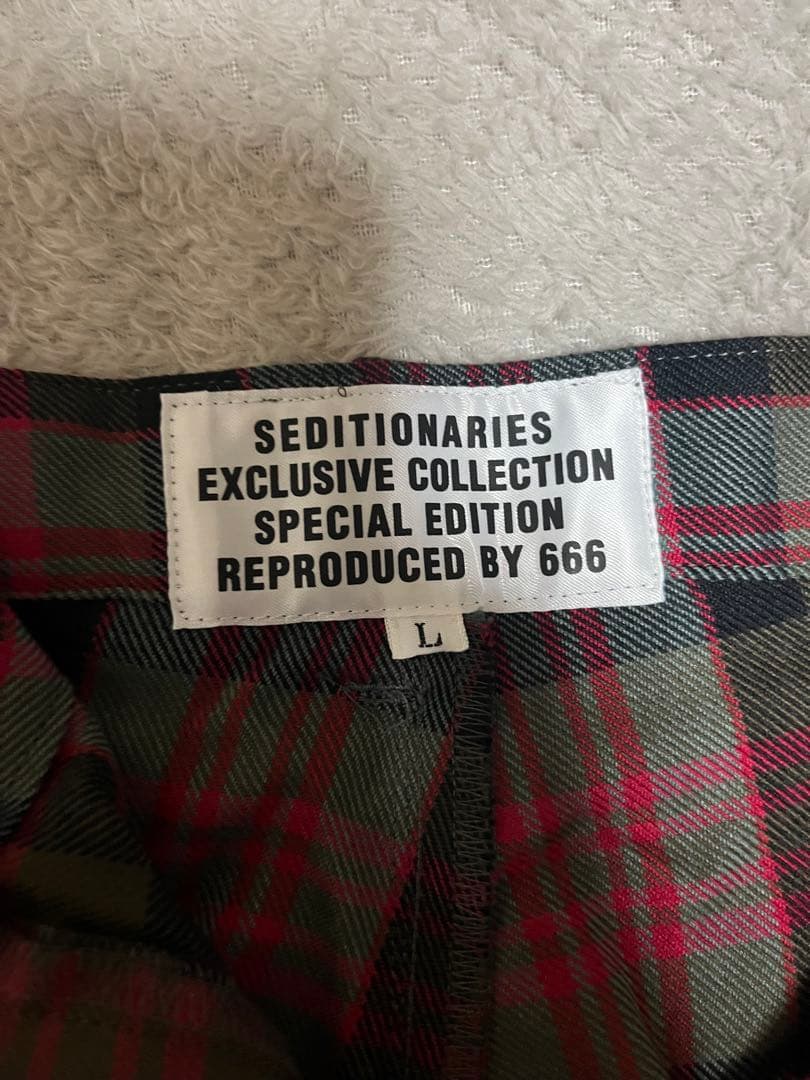 SEDITIONARIES
EXCLUSIVE COLLECTION
SPECIAL EDITION
REPRODUCED BY 666
L